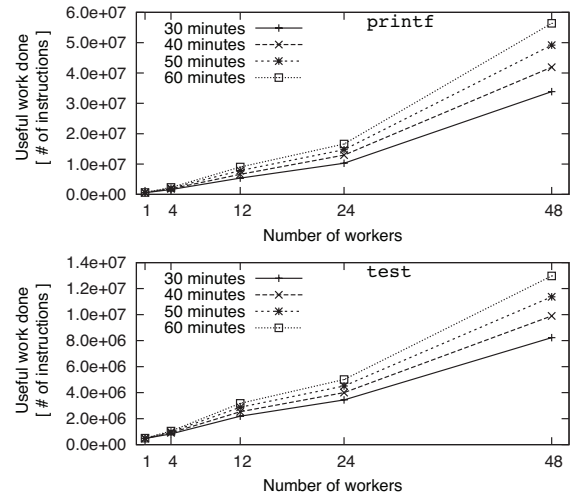 printf
30 minutes
40 minutes
50 minutes
60 minutes
Useful work done
[ # of instructions ]
6.0e+07
5.0e+07
4.0e+07
3.0e+07
2.0e+07
1.0e+07
0.0e+00
1 4 12 24 48
Number of workers
test
30 minutes
40 minutes
50 minutes
60 minutes
Useful work done
[ # of instructions ]
1.4e+07
1.2e+07
1.0e+07
8.0e+06
6.0e+06
4.0e+06
2.0e+06
0.0e+00
1 4 12 24 48
Number of workers